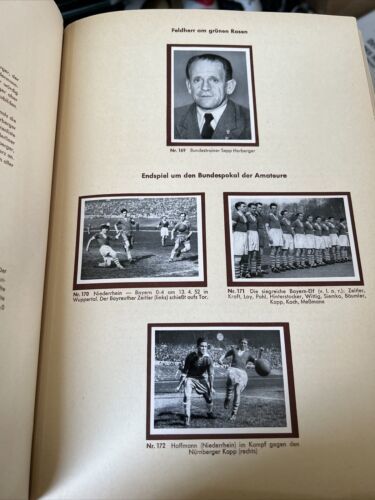 Feldherr am grünen Rasen
Nr. 169 Bundestrainer Sepp Herberger
Endspiel um den Bundespokal der Amateure
Nr. 170 Niederrhein — Bayern 0:4 am 13. 4. 52 in
Wuppertal. Der Bayreuther Zeitler (links) schießt aufs Tor.
Nr. 171 Die siegreiche Bayern-Elf (v. l. n. r.): Zeitler,
Kraft, Lay, Pohl, Hinterstocker, Wittig, Siemko, Bäumler,
Kapp, Koch, Meßmann
Nr. 172 Hoffmann (Niederrhein) im Kampf gegen den
Nürnberger Kapp (rechts)